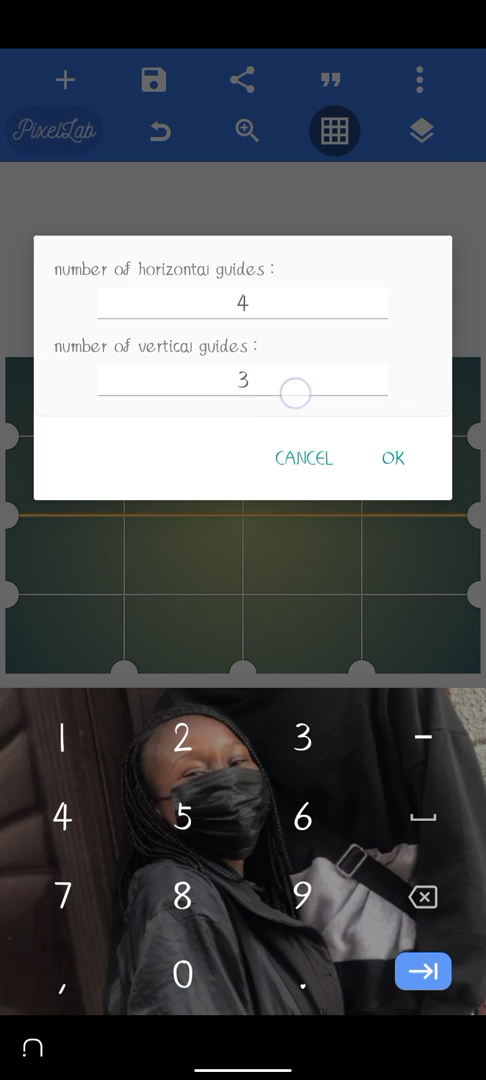 PixelLab
number of horizontal guides :
4
number of vertical guides :
3
CANCEL OK
1 2 3 -
4 5 6
7 8 9
, 0 .